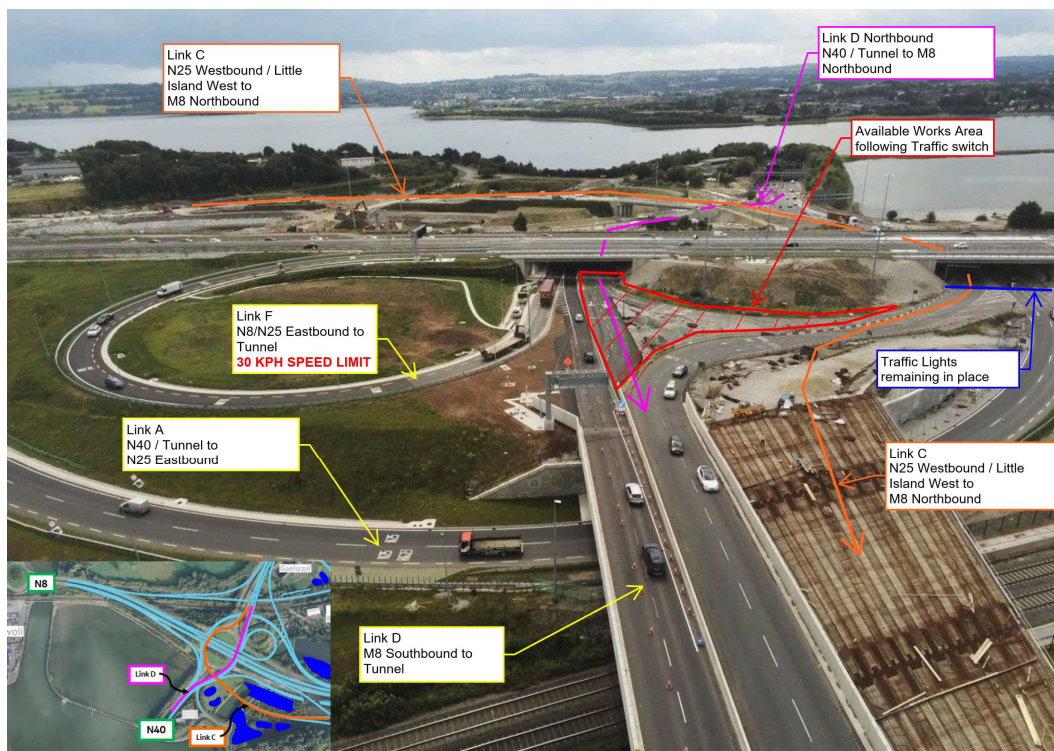 Link C
N25 Westbound / Little
Island West to
M8 Northbound
Link D Northbound
N40 / Tunnel to M8
Northbound
Available Works Area
following Traffic switch
Link F
N8/N25 Eastbound to
Tunnel
30 KPH SPEED LIMIT
Traffic Lights
remaining in place
Link A
N40 / Tunnel to
N25 Eastbound
Link C
N25 Westbound / Little
Island West to
M8 Northbound
Link D
M8 Southbound to
Tunnel
N8
Gaelscoil
voli
Link D
Link C
N40